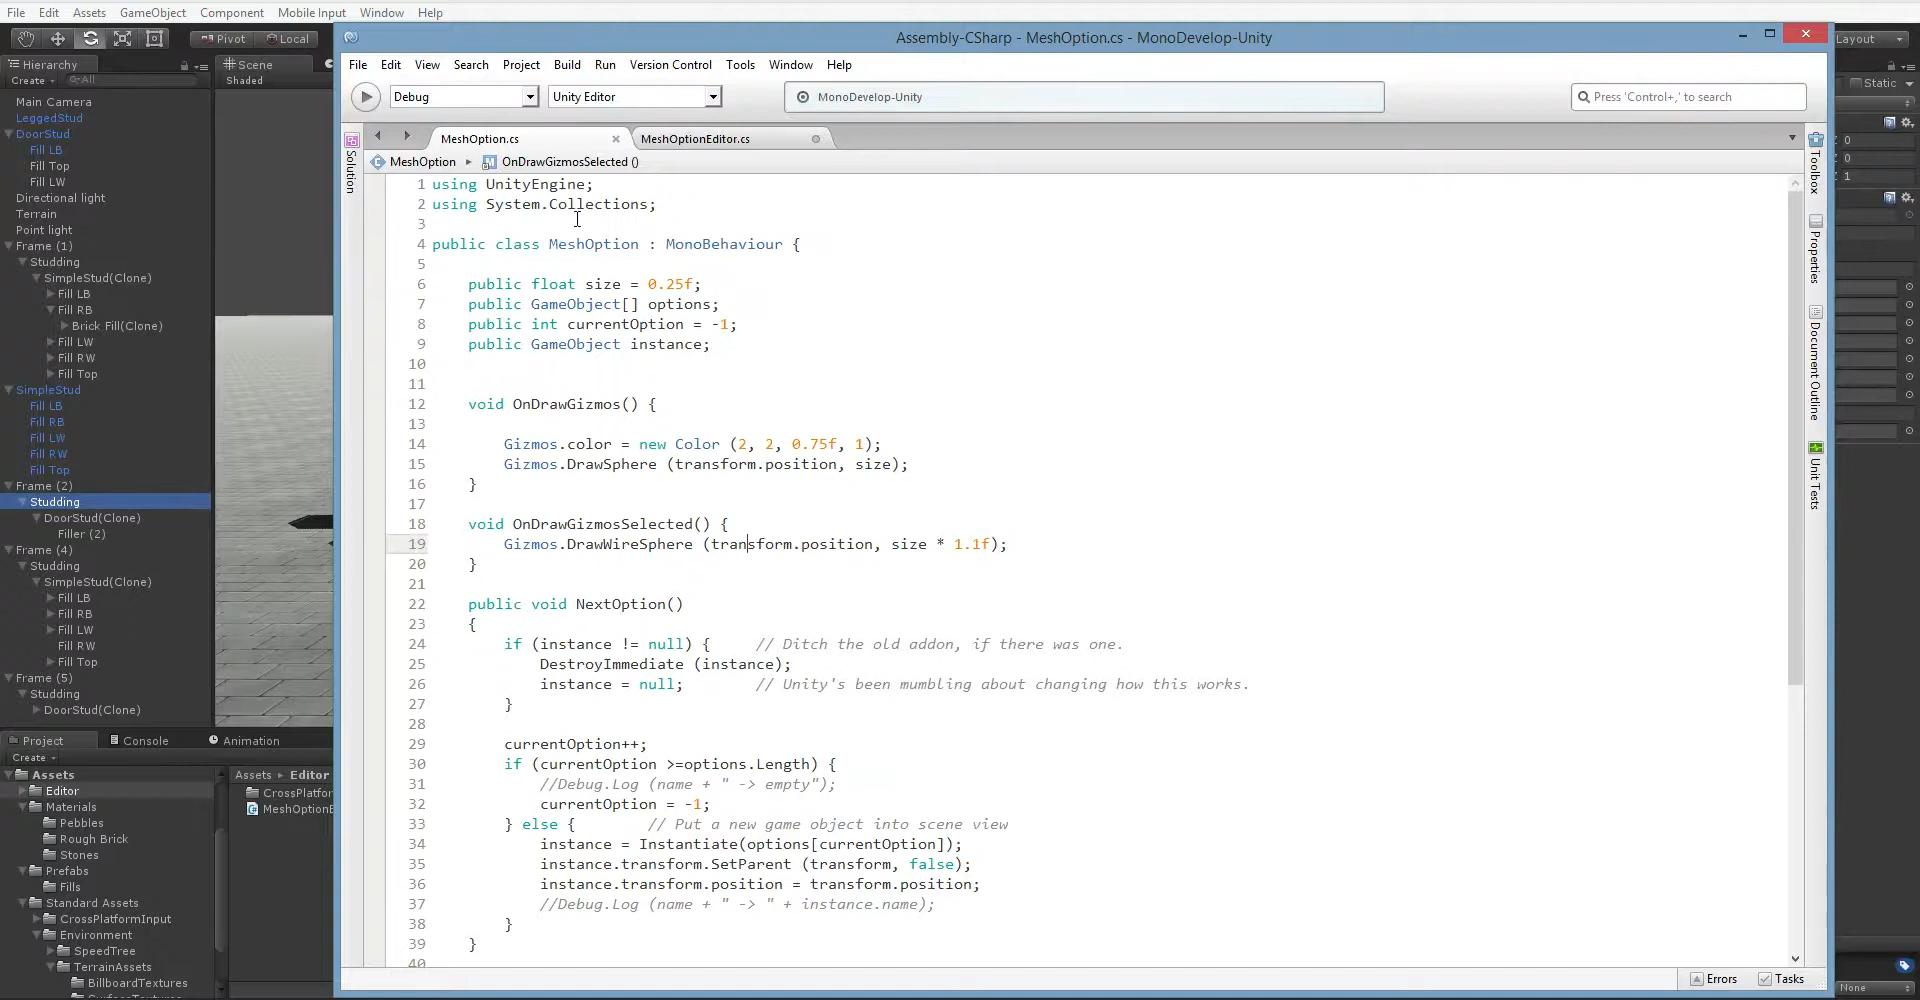 File Edit Assets GameObject Component Mobile Input Window Help
Pivot Local
Layout
Hierarchy
Create All
Main Camera
LeggedStud
DoorStud
Fill LB
Fill Top
Fill LW
Directional light
Terrain
Point light
Frame (1)
Studding
SimpleStud(Clone)
Fill LB
Fill RB
Brick Fill(Clone)
Fill LW
Fill RW
Fill Top
SimpleStud
Fill LB
Fill RB
Fill LW
Fill RW
Fill Top
Frame (2)
Studding
DoorStud(Clone)
Filler (2)
Frame (4)
Studding
SimpleStud(Clone)
Fill LB
Fill RB
Fill LW
Fill RW
Fill Top
Frame (5)
Studding
DoorStud(Clone)
Project Console Animation
Create
Assets
Editor
Materials
Pebbles
Rough Brick
Stones
Prefabs
Fills
Standard Assets
CrossPlatformInput
Environment
SpeedTree
TerrainAssets
BillboardTextures
Assets Editor
CrossPlatfor
MeshOptionE
Scene
Shaded
Assembly-CSharp - MeshOption.cs - MonoDevelop-Unity
File Edit View Search Project Build Run Version Control Tools Window Help
Debug Unity Editor MonoDevelop-Unity Press 'Control+,' to search
Solution
MeshOption.cs MeshOptionEditor.cs
MeshOption OnDrawGizmosSelected ()
1 using UnityEngine;
2 using System.Collections;
3
4 public class MeshOption : MonoBehaviour {
5
6 public float size = 0.25f;
7 public GameObject[] options;
8 public int currentOption = -1;
9 public GameObject instance;
10
11
12 void OnDrawGizmos() {
13
14 Gizmos.color = new Color (2, 2, 0.75f, 1);
15 Gizmos.DrawSphere (transform.position, size);
16 }
17
18 void OnDrawGizmosSelected() {
19 Gizmos.DrawWireSphere (transform.position, size * 1.1f);
20 }
21
22 public void NextOption()
23 {
24 if (instance != null) { // Ditch the old addon, if there was one.
25 DestroyImmediate (instance);
26 instance = null; // Unity's been mumbling about changing how this works.
27 }
28
29 currentOption++;
30 if (currentOption >=options.Length) {
31 //Debug.Log (name + " -> empty");
32 currentOption = -1;
33 } else { // Put a new game object into scene view
34 instance = Instantiate(options[currentOption]);
35 instance.transform.SetParent (transform, false);
36 instance.transform.position = transform.position;
37 //Debug.Log (name + " -> " + instance.name);
38 }
39 }
40
Toolbox
Properties
Document Outline
Unit Tests
Errors Tasks
Static
Z 0
Z 0
Z 1
None